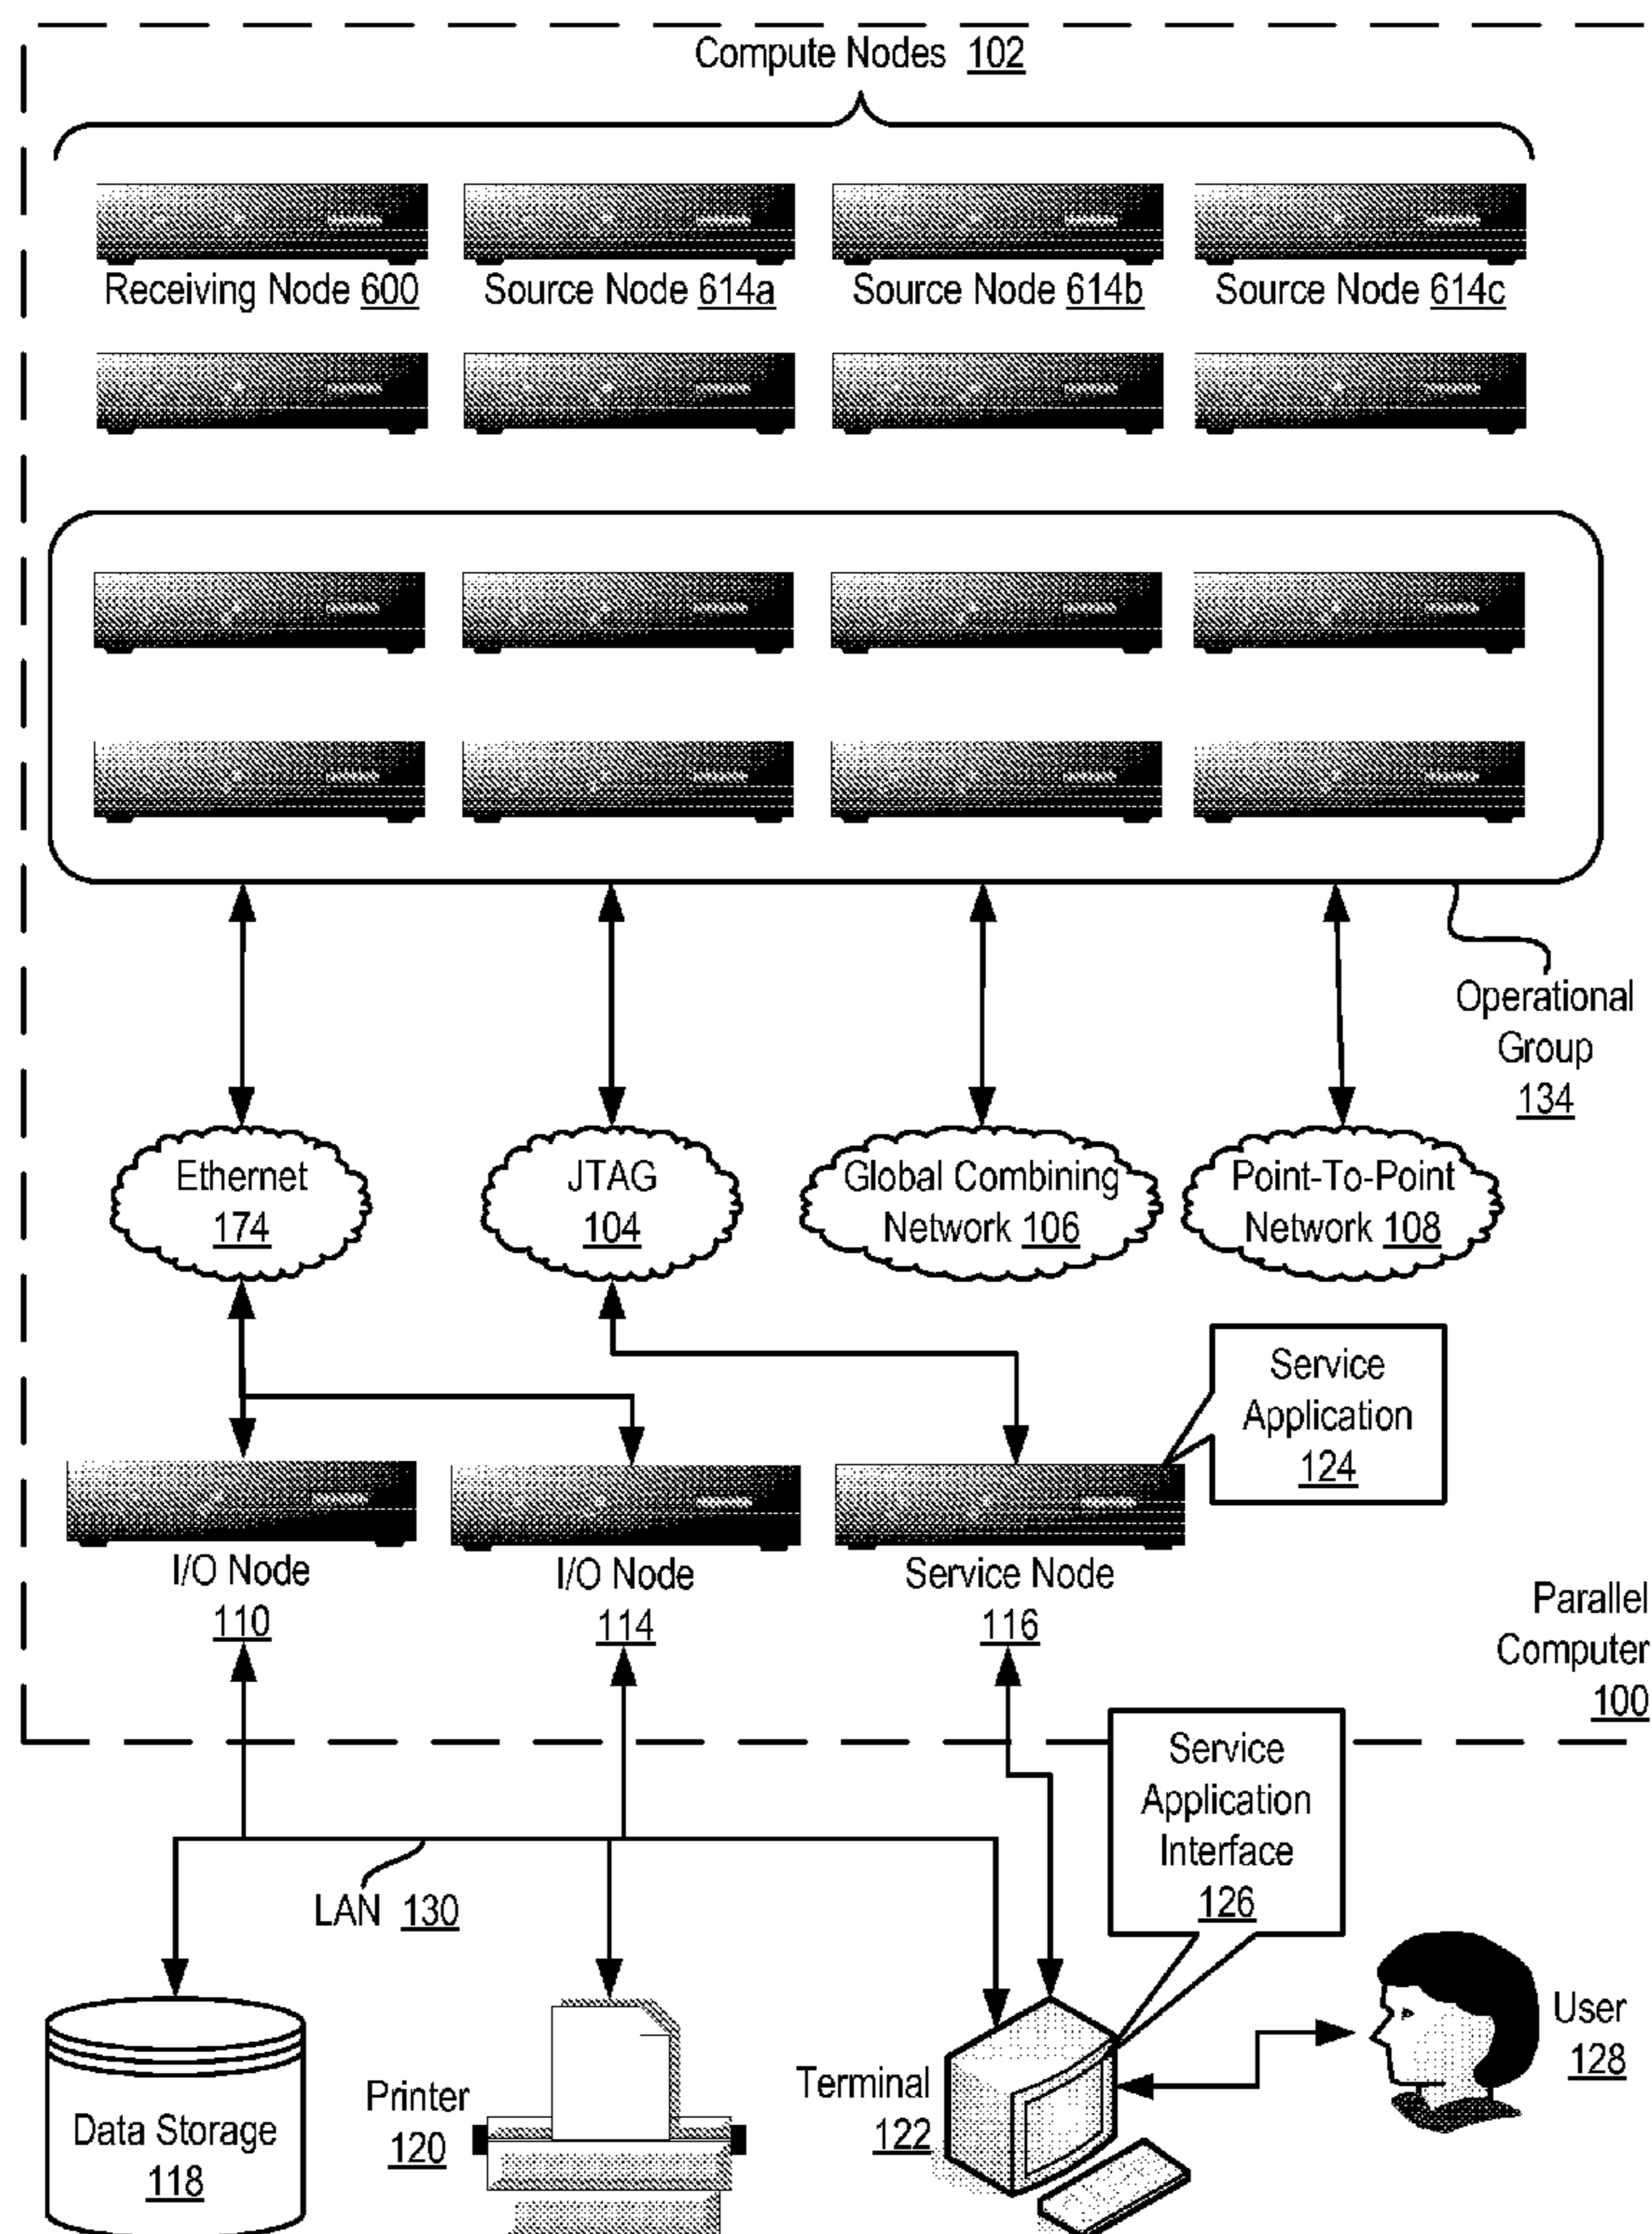 Compute Nodes 102
Receiving Node 600
Source Node 614a
Source Node 614b
Source Node 614c
Operational
Group
134
Ethernet
174
JTAG
104
Global Combining
Network 106
Point-To-Point
Network 108
Service
Application
124
I/O Node
110
I/O Node
114
Service Node
116
Parallel
Computer
100
Service
Application
Interface
126
LAN 130
Data Storage
118
Printer
120
Terminal
122
User
128